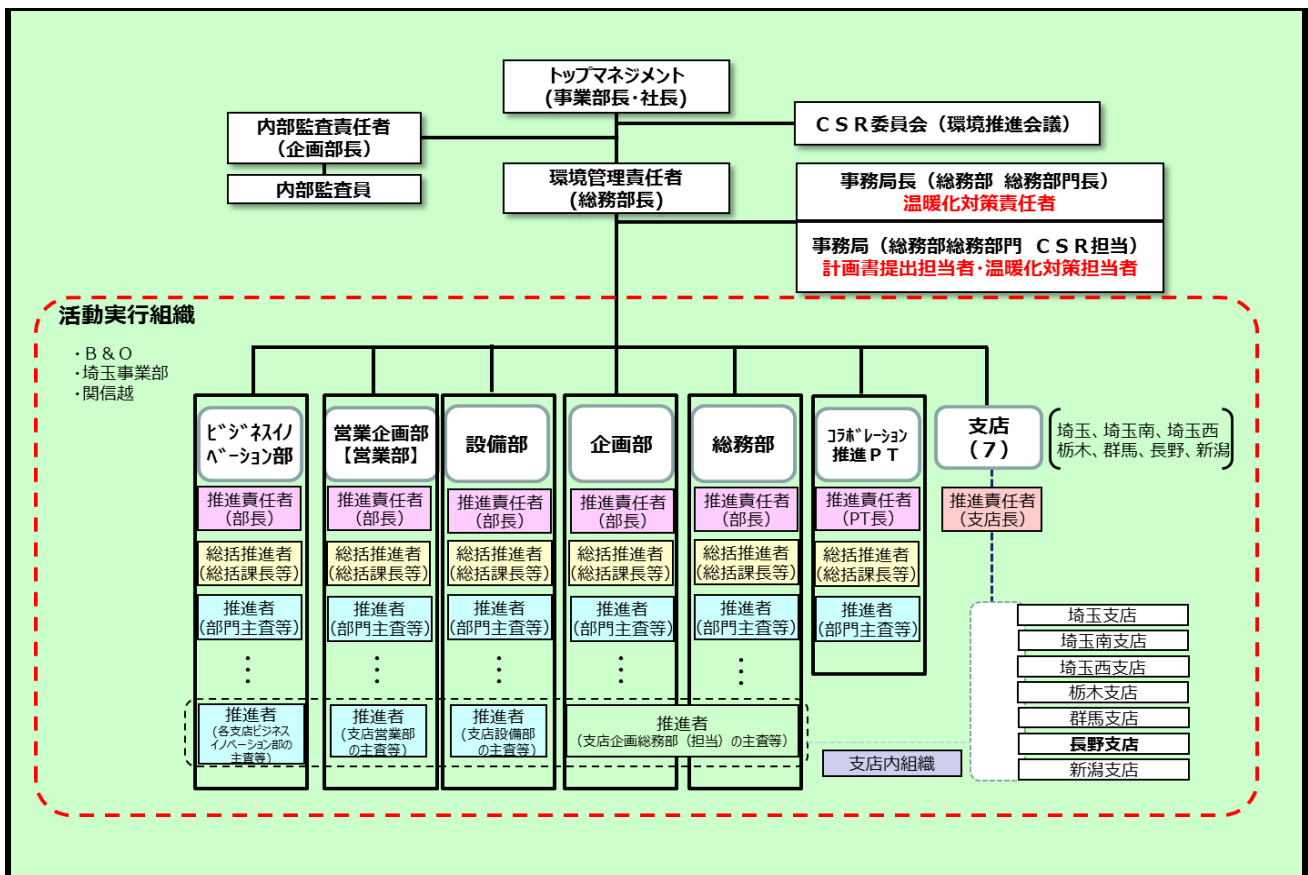 トップマネジメント
(事業部長・社長)
内部監査責任者
(企画部長)
ＣＳＲ委員会（環境推進会議）
内部監査員
環境管理責任者
(総務部長)
事務局長（総務部 総務部門長）
温暖化対策責任者
事務局（総務部総務部門 ＣＳＲ担当）
計画書提出担当者・温暖化対策担当者
活動実行組織
・Ｂ＆Ｏ
・埼玉事業部
・関信越
ﾋﾞｼﾞﾈｽｲﾉ
ﾍﾞｰｼｮﾝ部
推進責任者
(部長)
総括推進者
(総括課長等)
推進者
(部門主査等)
⋮
推進者
(各支店ビジネス
イノベーション部の
主査等)
営業企画部
【営業部】
推進責任者
(部長)
総括推進者
(総括課長等)
推進者
(部門主査等)
⋮
推進者
(支店営業部
の主査等)
設備部
推進責任者
(部長)
総括推進者
(総括課長等)
推進者
(部門主査等)
⋮
推進者
(支店設備部
の主査等)
企画部
推進責任者
(部長)
総括推進者
(総括課長等)
推進者
(部門主査等)
⋮
総務部
推進責任者
(部長)
総括推進者
(総括課長等)
推進者
(部門主査等)
⋮
推進者
(支店企画総務部（担当）の主査等)
ｺﾗﾎﾞﾚｰｼｮﾝ
推進ＰＴ
推進責任者
(PT長)
総括推進者
(総括課長等)
推進者
(部門主査等)
支店
(７)
埼玉、埼玉南、埼玉西
栃木、群馬、長野、新潟
推進責任者
(支店長)
埼玉支店
埼玉南支店
埼玉西支店
栃木支店
群馬支店
長野支店
新潟支店
支店内組織